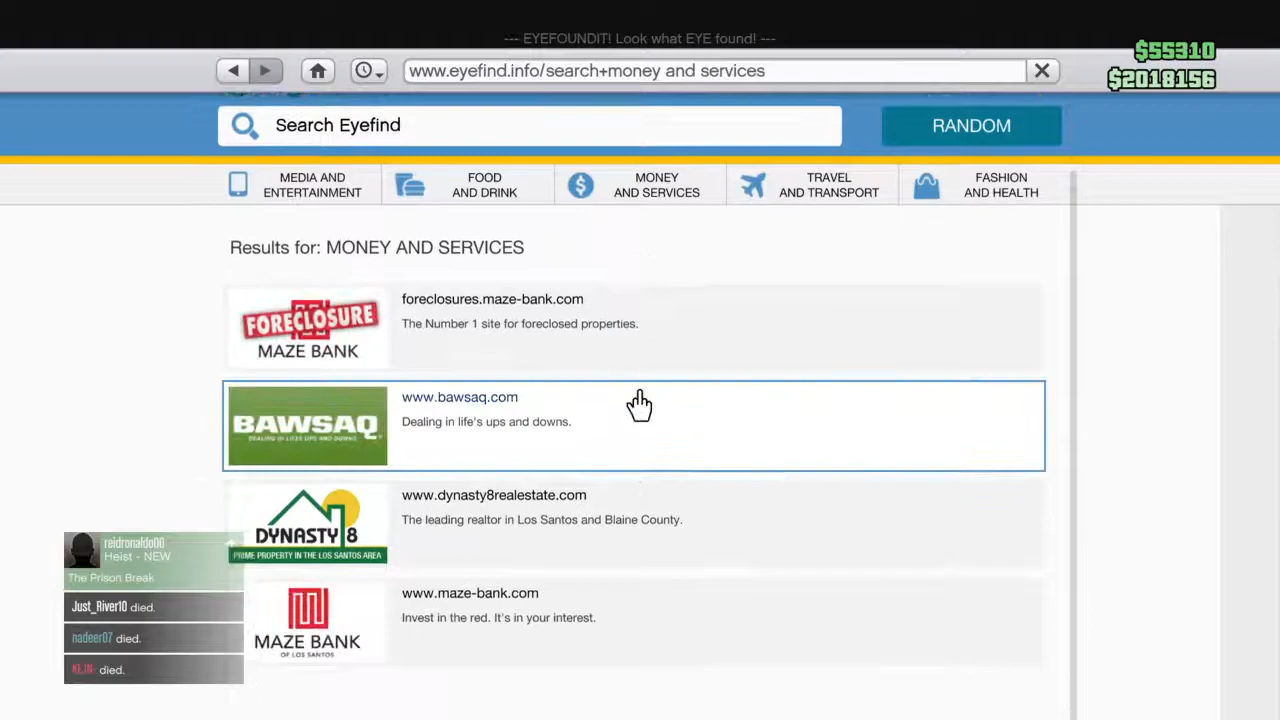 --- EYEFOUNDIT! Look what EYE found! ---
$55310
$2018156
www.eyefind.info/search+money and services
Search Eyefind
RANDOM
MEDIA AND
ENTERTAINMENT
FOOD
AND DRINK
MONEY
AND SERVICES
TRAVEL
AND TRANSPORT
FASHION
AND HEALTH
Results for: MONEY AND SERVICES
FORECLOSURE
MAZE BANK
foreclosures.maze-bank.com
The Number 1 site for foreclosed properties.
BAWSAQ
DEALING IN LIFE'S UPS AND DOWNS
www.bawsaq.com
Dealing in life's ups and downs.
DYNASTY 8
PRIME PROPERTY IN THE LOS SANTOS AREA
www.dynasty8realestate.com
The leading realtor in Los Santos and Blaine County.
MAZE BANK
OF LOS SANTOS
www.maze-bank.com
Invest in the red. It's in your interest.
reidronaldo06
Heist - NEW
The Prison Break
Just_River10 died.
nadeer07 died.
died.